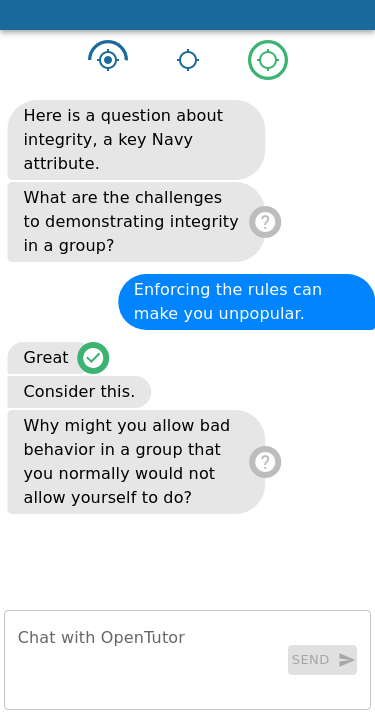 Here is a question about
integrity, a key Navy
attribute.
What are the challenges
to demonstrating integrity
in a group?
Enforcing the rules can
make you unpopular.
Great
Consider this.
Why might you allow bad
behavior in a group that
you normally would not
allow yourself to do?
Chat with OpenTutor
SEND